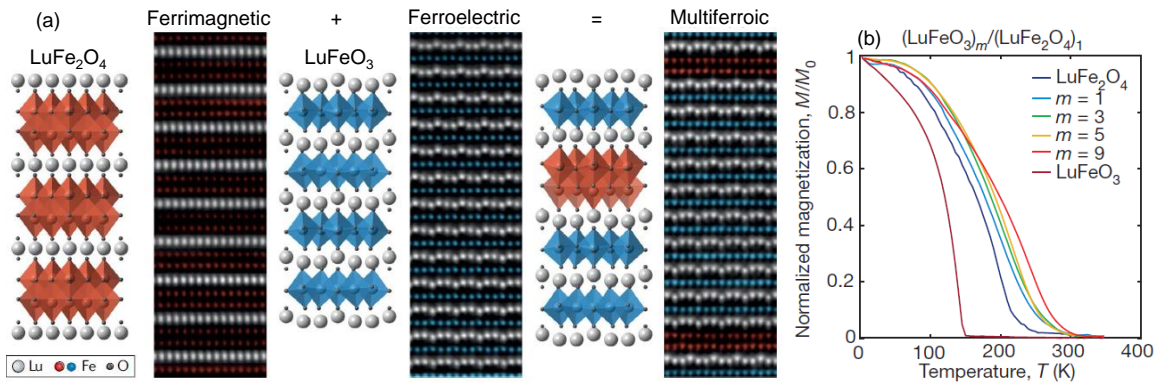 (a) Ferrimagnetic + Ferroelectric = Multiferroic
LuFe₂O₄
LuFeO₃
Lu Fe O
(b) (LuFeO₃)ₘ/(LuFe₂O₄)₁
Normalized magnetization, M/M₀
1
0.8
0.6
0.4
0.2
0
LuFe₂O₄
m = 1
m = 3
m = 5
m = 9
LuFeO₃
0 100 200 300 400
Temperature, T (K)